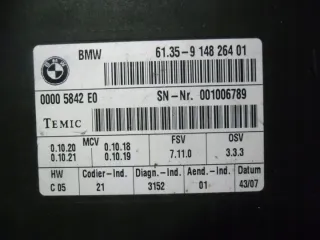 BMW 61.35-9 148 264 01
0000 5842 E0 SN-Nr. 001006789
TEMIC
MCV FSV OSV
0.10.20 0.10.18 7.11.0 3.3.3
0.10.21 0.10.19
HW Codier-Ind. Diagn.-Ind. Aend.-Ind. Datum
C 05 21 3152 01 43/07